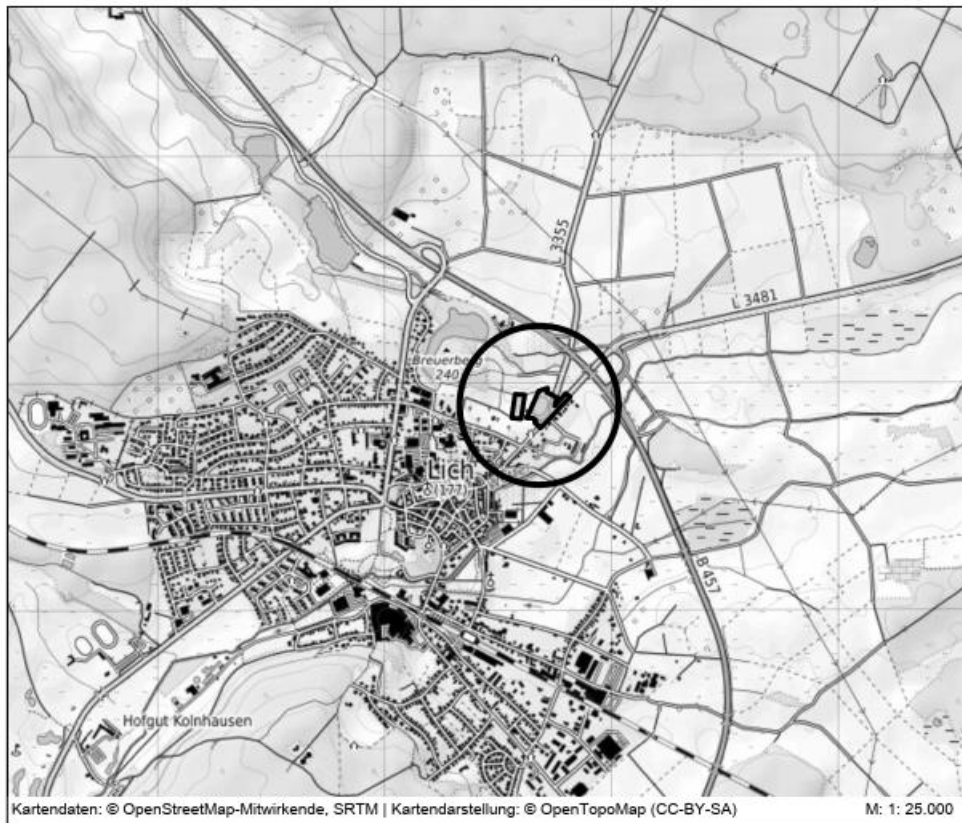 L 3355
L 3481
Breuerberg
240
Lich
(177)
B 457
Hofgut Kolnhausen
Kartendaten: © OpenStreetMap-Mitwirkende, SRTM | Kartendarstellung: © OpenTopoMap (CC-BY-SA) M: 1: 25.000